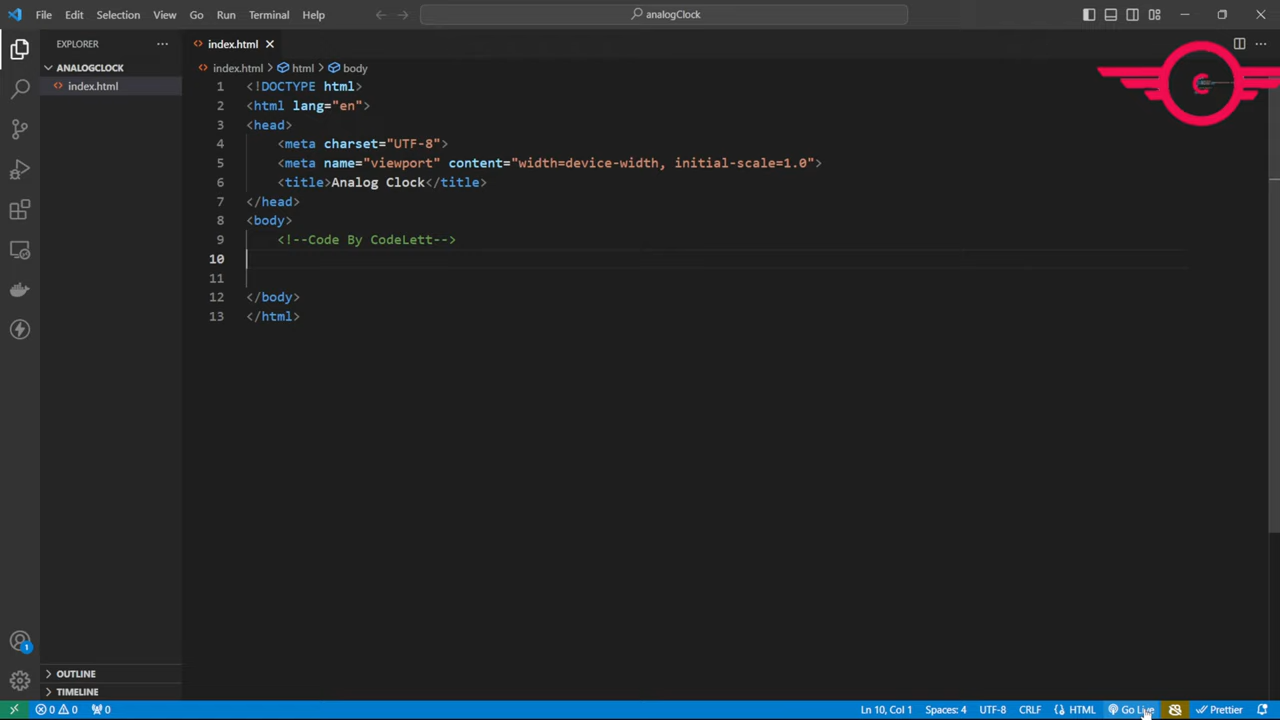 File Edit Selection View Go Run Terminal Help
analogClock
EXPLORER
index.html
ANALOGCLOCK
index.html
index.html > html > body
1 <!DOCTYPE html>
2 <html lang="en">
3 <head>
4 <meta charset="UTF-8">
5 <meta name="viewport" content="width=device-width, initial-scale=1.0">
6 <title>Analog Clock</title>
7 </head>
8 <body>
9 <!--Code By CodeLett-->
10
11
12 </body>
13 </html>
1
OUTLINE
TIMELINE
0 0 0 Ln 10, Col 1 Spaces: 4 UTF-8 CRLF {} HTML Go Live Prettier